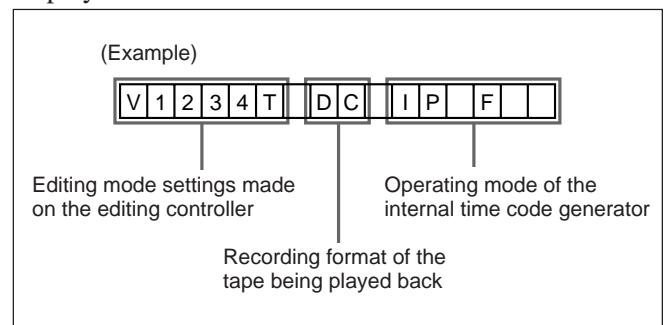 (Example)
V 1 2 3 4 T D C I P F
Editing mode settings made
on the editing controller
Operating mode of the
internal time code generator
Recording format of the
tape being played back